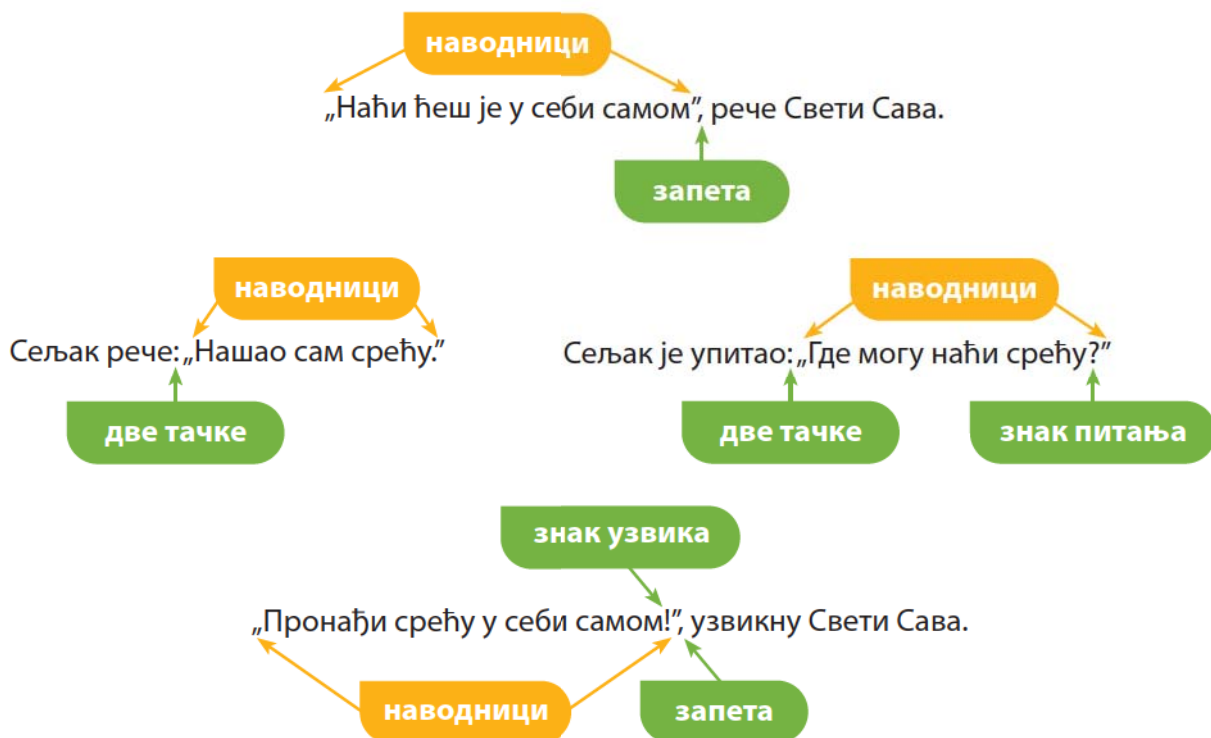 наводници
„Наћи ћеш је у себи самом”, рече Свети Сава.
запета
наводници
наводници
Сељак рече: „Нашао сам срећу.”
Сељак је упитао: „Где могу наћи срећу?”
две тачке
две тачке
знак питања
знак узвика
„Пронађи срећу у себи самом!”, узвикну Свети Сава.
наводници
запета